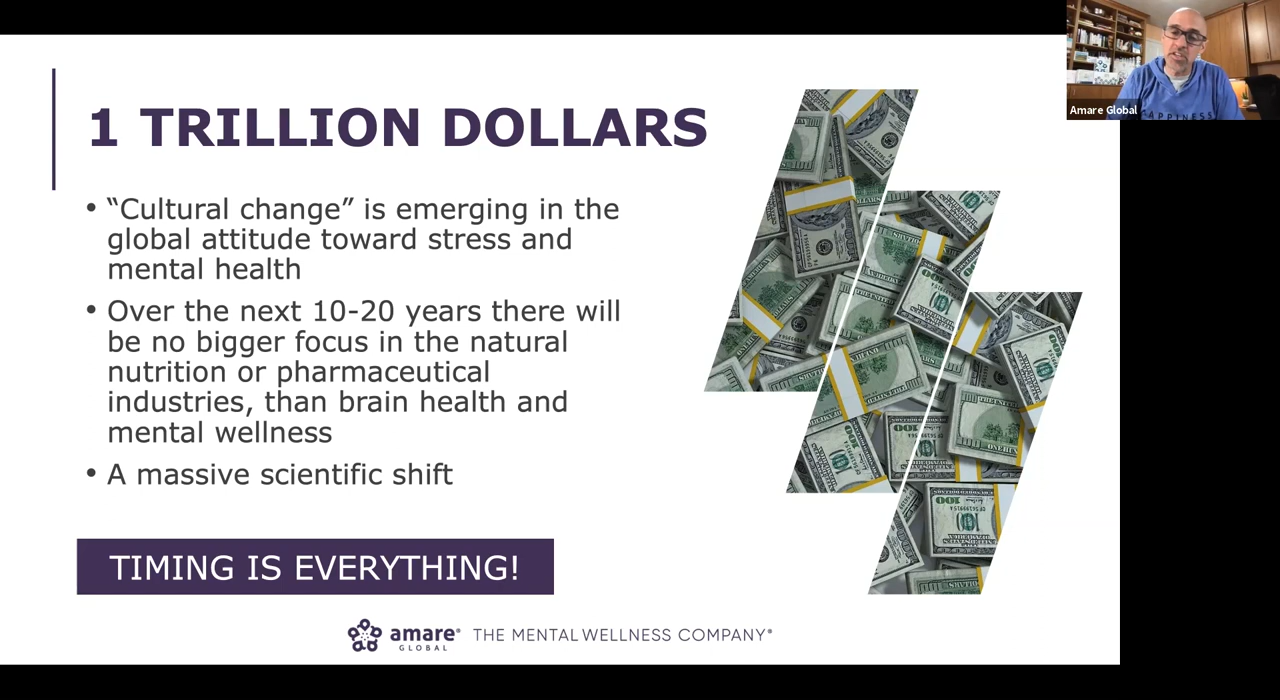 1 TRILLION DOLLARS
• “Cultural change” is emerging in the
global attitude toward stress and
mental health
• Over the next 10-20 years there will
be no bigger focus in the natural
nutrition or pharmaceutical
industries, than brain health and
mental wellness
• A massive scientific shift
TIMING IS EVERYTHING!
amare® THE MENTAL WELLNESS COMPANY®
GLOBAL
Amare Global